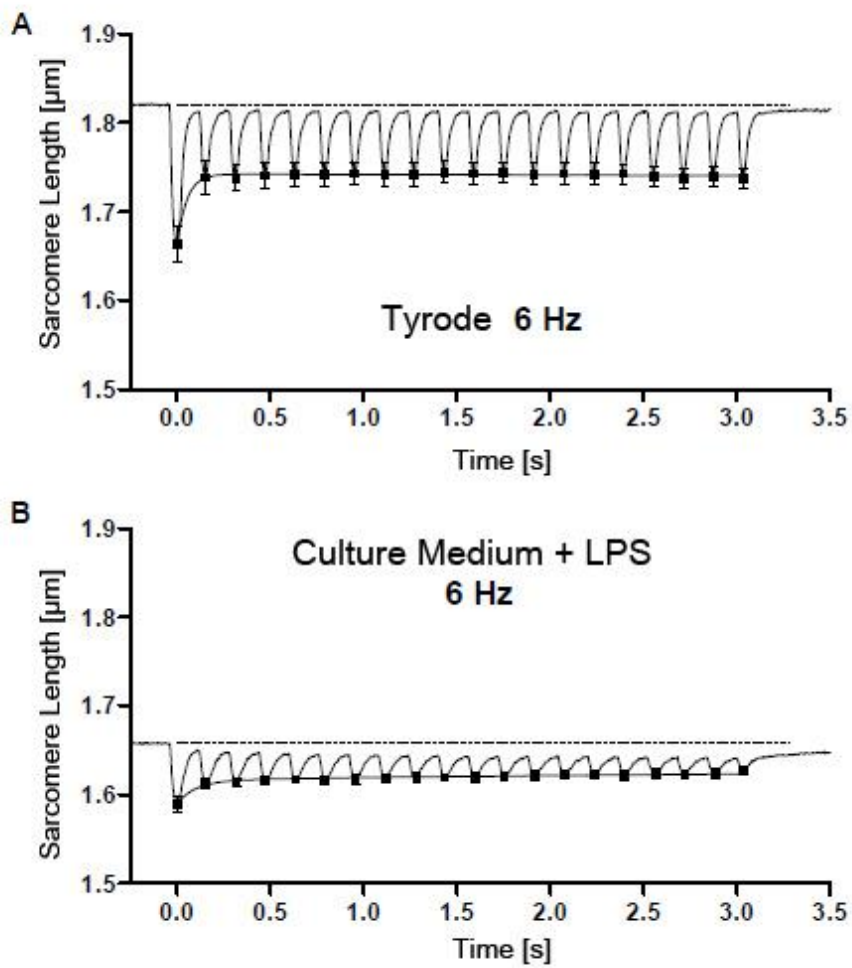 A
Sarcomere Length [µm]
1.9
1.8
1.7
1.6
1.5
Tyrode 6 Hz
0.0 0.5 1.0 1.5 2.0 2.5 3.0 3.5
Time [s]
B
Sarcomere Length [µm]
1.9
1.8
1.7
1.6
1.5
Culture Medium + LPS
6 Hz
0.0 0.5 1.0 1.5 2.0 2.5 3.0 3.5
Time [s]